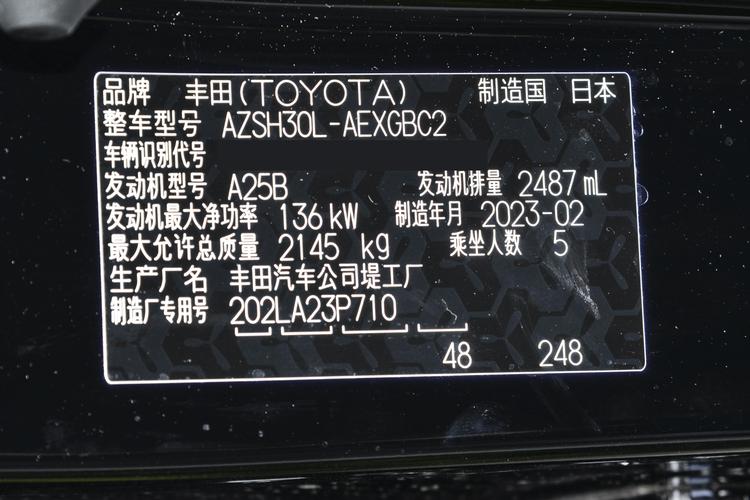 品牌 丰田(TOYOTA) 制造国 日本
整车型号 AZSH30L-AEXGBC2
车辆识别代号
发动机型号 A25B 发动机排量 2487 mL
发动机最大净功率 136 kW 制造年月 2023-02
最大允许总质量 2145 kg 乘坐人数 5
生产厂名 丰田汽车公司堤工厂
制造厂专用号 202LA23P710
48 248